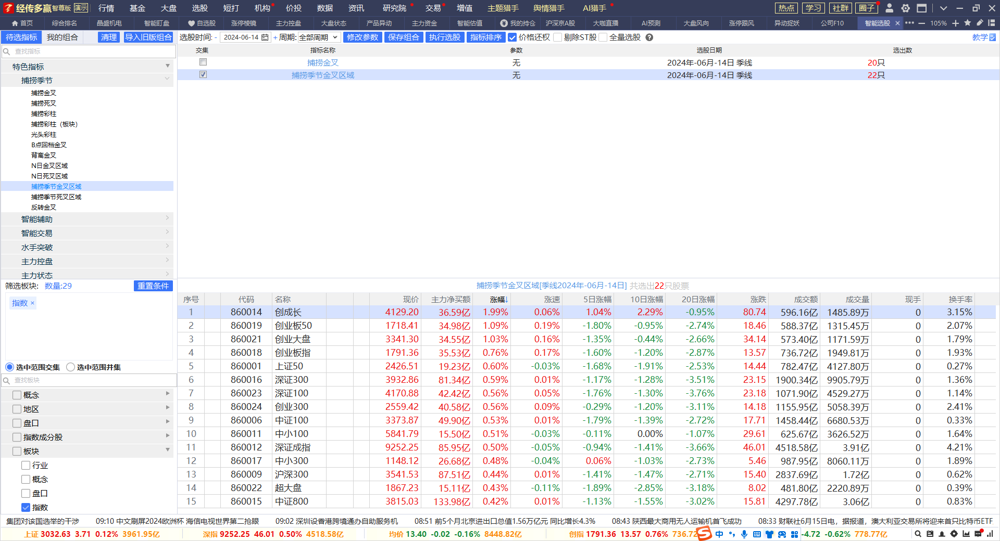 经传多赢 智尊版 演示 行情 基金 大盘 选股 短打 机构 价投 数据 资讯 研究院 交易 增值 主题猎手 舆情猎手 AI猎手 热点 学习 社群 圈子
首页 综合排名 晶盛机电 智能盯盘 自选股 涨停棱镜 主力控盘 大盘状态 产品异动 主力资金 智能估值 我的持仓 沪深京A股 大咖直播 AI预测 大盘风向 涨停跟风 异动捉妖 公司F10 智能选股 × ••• 105%
待选指标 我的组合 清理 导入旧版组合 选股时间: - 2024-06-14 + 周期: 全部周期 修改参数 保存组合 执行选股 指标排序 价格还权 剔除ST股 全量选股 ? 教学
查找指标
交集 指标名称 参数 选股日期 选出数
捕捞金叉 无 2024年-06月-14日 季线 20只
捕捞季节金叉区域 无 2024年-06月-14日 季线 22只
特色指标
捕捞季节
捕捞金叉
捕捞死叉
捕捞彩柱
捕捞彩柱（板块）
光头彩柱
B点回档金叉
背离金叉
N日金叉区域
N日死叉区域
捕捞季节金叉区域
捕捞季节死叉区域
反转金叉
智能辅助
智能交易
水手突破
主力控盘
主力状态
筛选板块: 数量:29 重置条件
指数 ×
选中范围交集 选中范围并集
查找板块
概念
地区
盘口
指数成分股
板块
行业
概念
盘口
指数
捕捞季节金叉区域[季线2024年-06月-14日] 共选出22只股票
序号 代码 名称 现价 主力净买额 涨幅↓ 涨速 5日涨幅 10日涨幅 20日涨幅 涨跌 成交额 成交量 现手 换手率
1 860014 创成长 4129.20 36.59亿 1.99% 0.06% 1.04% 2.29% -0.95% 80.74 596.16亿 1485.89万 0 3.15%
2 860019 创业板50 1718.41 34.98亿 1.09% 0.19% -1.80% -0.95% -2.74% 18.46 588.37亿 1315.45万 0 2.07%
3 860021 创业大盘 3341.30 34.55亿 1.03% 0.16% -1.35% -0.44% -2.66% 34.14 573.40亿 1171.59万 0 1.79%
4 860018 创业板指 1791.36 35.53亿 0.76% 0.17% -1.60% -1.20% -2.87% 13.57 736.72亿 1949.81万 0 1.93%
5 860001 上证50 2426.51 19.23亿 0.60% -0.03% -1.68% -1.91% -2.53% 14.44 782.47亿 4127.80万 0 0.27%
6 860016 深证300 3932.86 81.34亿 0.59% 0.01% -1.17% -1.28% -3.51% 23.15 1900.34亿 9905.79万 0 1.36%
7 860023 深证100 4170.88 42.42亿 0.56% 0.05% -1.76% -1.30% -3.76% 23.18 1071.90亿 4529.27万 0 1.14%
8 860024 创业300 2559.42 40.58亿 0.56% 0.09% -0.29% -1.20% -3.11% 14.18 1155.95亿 5058.39万 0 2.41%
9 860006 中证100 3373.87 49.90亿 0.53% 0.01% -1.79% -1.39% -2.72% 17.71 1458.44亿 6680.53万 0 0.33%
10 860011 中小100 5841.79 15.50亿 0.51% -0.03% -0.11% 0.00% -1.07% 29.61 625.67亿 3626.52万 0 1.64%
11 860012 深证成指 9252.25 85.95亿 0.50% -0.05% -0.94% -1.41% -3.66% 46.01 4518.58亿 3.91亿 0 4.21%
12 860017 中小300 1148.12 26.68亿 0.48% -0.04% 0.06% -1.03% -2.73% 5.46 987.95亿 8060.11万 0 1.89%
13 860009 沪深300 3541.53 87.51亿 0.44% 0.01% -1.41% -1.47% -2.71% 15.40 2837.69亿 1.72亿 0 0.62%
14 860022 超大盘 1867.23 15.11亿 0.43% -0.11% -1.89% -2.85% -3.18% 8.02 481.80亿 2220.89万 0 0.39%
15 860015 中证800 3815.03 133.98亿 0.42% 0.01% -1.13% -1.55% -3.02% 15.81 4297.78亿 3.06亿 0 0.83%
集团对该国选举的干涉 09:10 中文刷屏2024欧洲杯 海信电视世界第二抢眼 09:02 深圳设香港跨境通办自助服务机 08:51 前5个月北京进出口总值1.56万亿元 同比增长4.3% 08:43 陕西最大商用无人运输机首飞成功 08:33 财联社6月15日电，据报道，澳大利亚交易所将迎来首只比特币ETF
上证 3032.63 3.71 0.12% 3961.95亿 深指 9252.25 46.01 0.50% 4518.58亿 均价 13.40 -0.02 -0.16% 8448.82亿 创指 1791.36 13.57 0.76% 736.72 中 -4.72 -0.62% 778.77亿